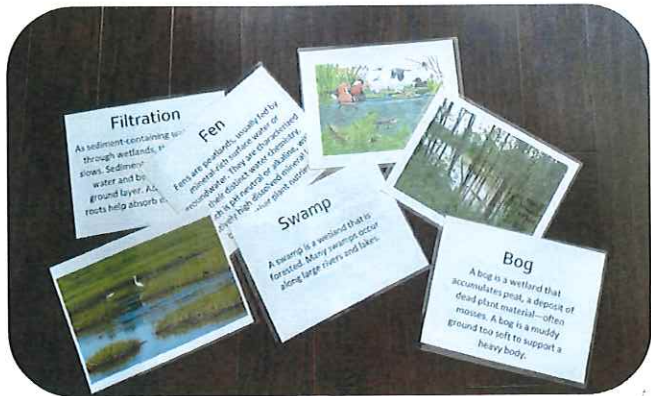 Filtration
As sediment-containing
through wetlands,
slows. Sediment
water and be
ground layer.
roots help absorb
Fen
Fens are peatlands, usually fed by
mineral-rich surface water or
groundwater. They are characterized
their distinct water chemistry,
is pH neutral or alkaline,
high dissolved mineral
plant nutrie
Swamp
A swamp is a wetland that is
forested. Many swamps occur
along large rivers and lakes.
Bog
A bog is a wetland that
accumulates peat, a deposit of
dead plant material—often
mosses. A bog is a muddy
ground too soft to support a
heavy body.